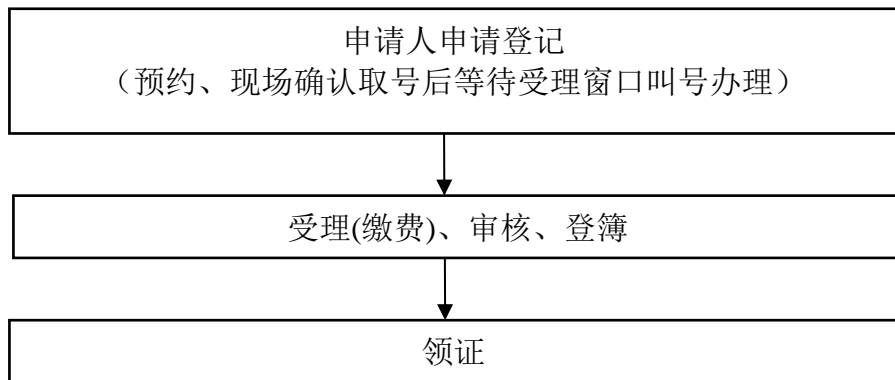 申请人申请登记
（预约、现场确认取号后等待受理窗口叫号办理）
受理(缴费)、审核、登簿
领证